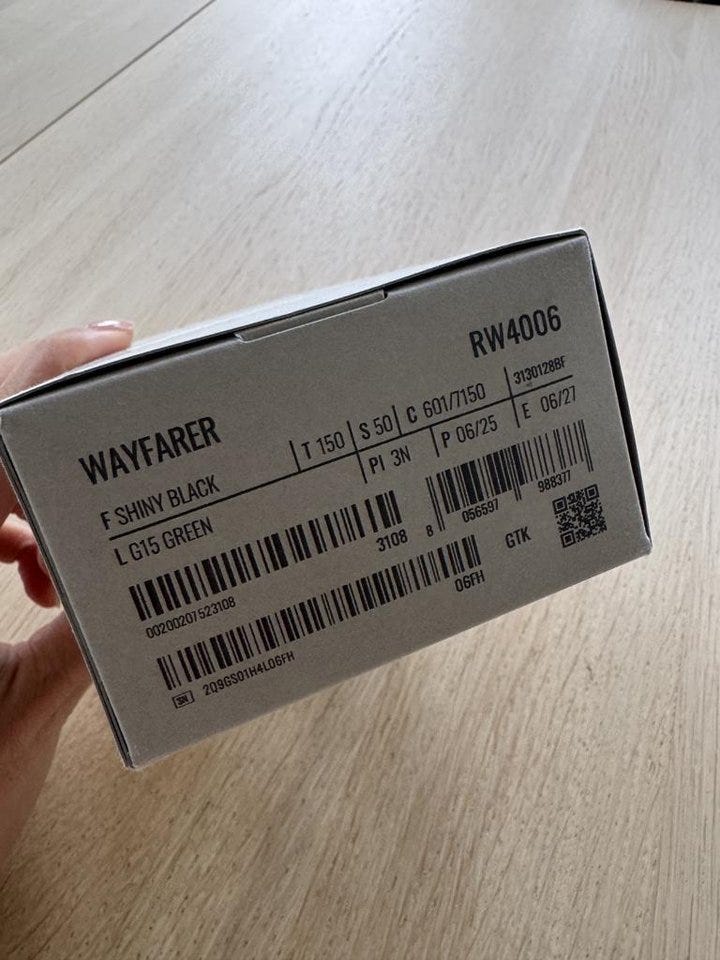 RW4006
WAYFARER
T 150 S 50 C 601/7150 3130128BF
F SHINY BLACK PI 3N P 06/25 E 06/27
L G15 GREEN
3108 8 056597 988377
00200207523108
GTK
06FH
SN 2Q9GS01H4L06FH